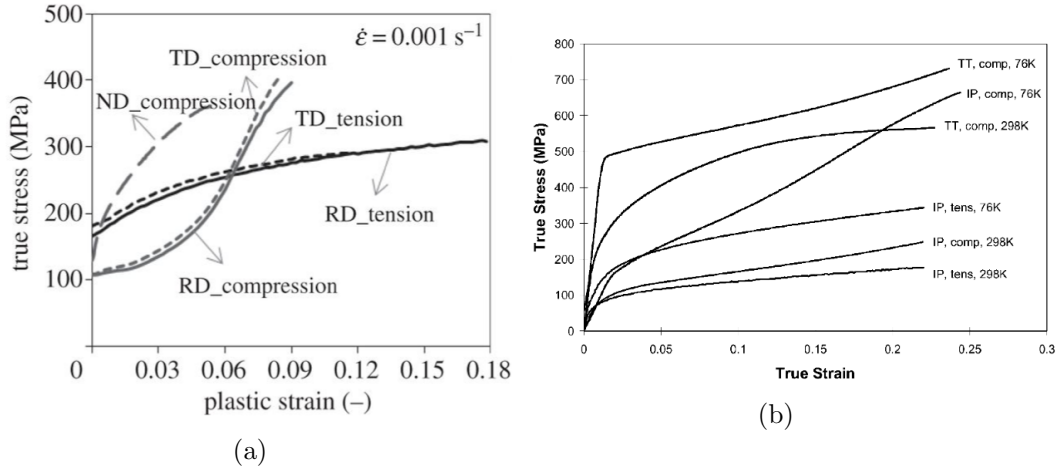 500
400
300
200
100
0
true stress (MPa)
ε̇ = 0.001 s⁻¹
TD_compression
ND_compression
TD_tension
RD_tension
RD_compression
0 0.03 0.06 0.09 0.12 0.15 0.18
plastic strain (–)
(a)
800
700
600
500
400
300
200
100
0
True Stress (MPa)
TT, comp, 76K
IP, comp, 76K
TT, comp, 298K
IP, tens, 76K
IP, comp, 298K
IP, tens, 298K
0 0.05 0.1 0.15 0.2 0.25 0.3
True Strain
(b)